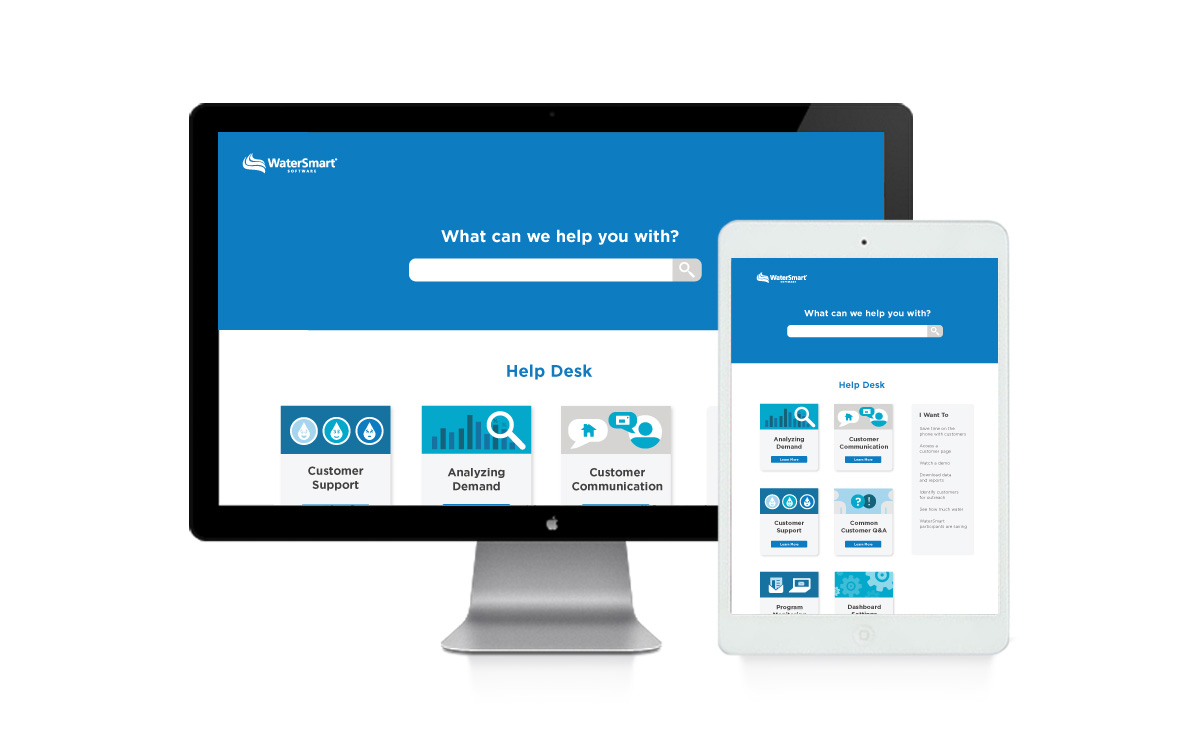 WaterSmart
SOFTWARE
What can we help you with?
Help Desk
Customer
Support
Analyzing
Demand
Customer
Communication
WaterSmart
SOFTWARE
What can we help you with?
Help Desk
Analyzing
Demand
Learn More
Customer
Communication
Learn More
I Want To
Save time on the
phone with customers
Access a
customer page
Watch a demo
Download data
and reports
Identify customers
for outreach
See how much water
WaterSmart
participants are saving
Customer
Support
Learn More
?
!
Common
Customer Q&A
Learn More
Program
Monitoring
Dashboard
Settings